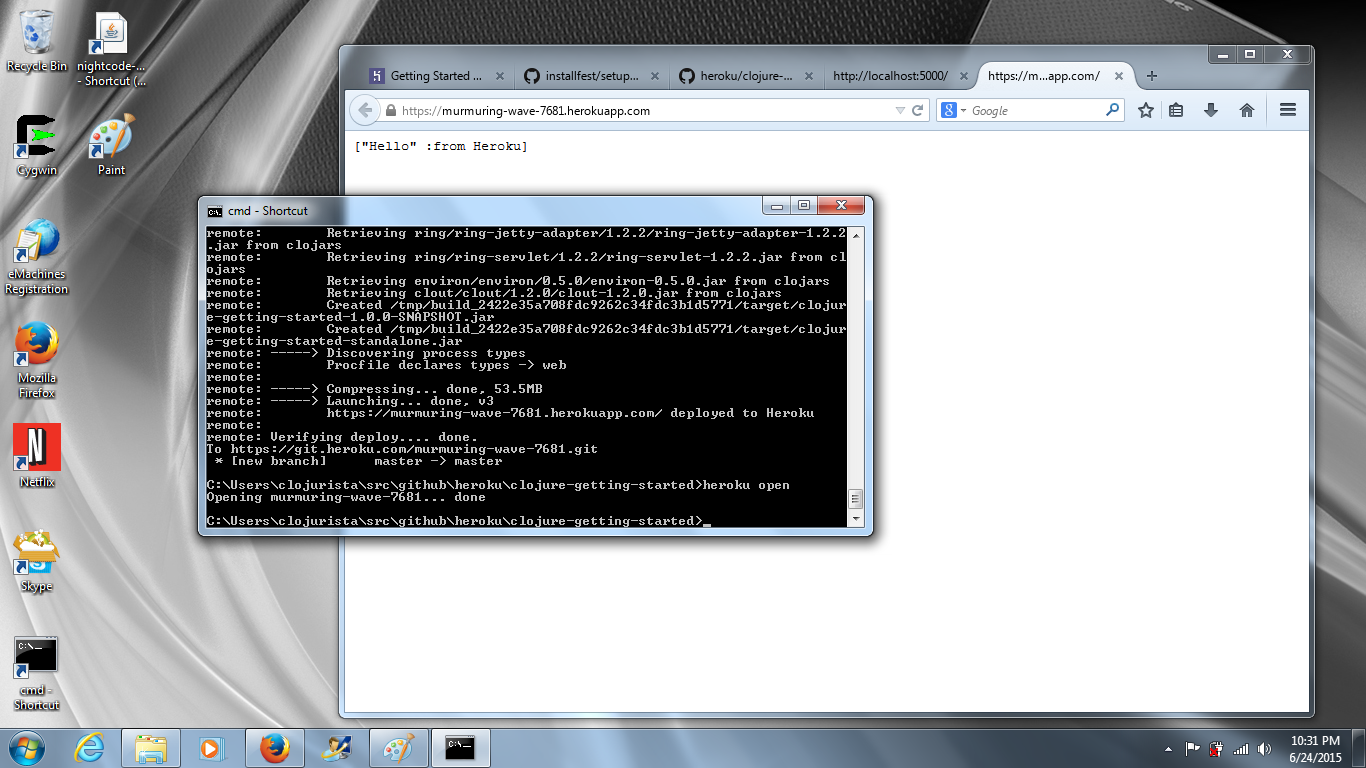 Recycle Bin
nightcode-...
- Shortcut (...
Cygwin
Paint
eMachines
Registration
Mozilla
Firefox
N
Netflix
Skype
C:\_
cmd -
Shortcut
Getting Started ...
installfest/setup...
heroku/clojure-...
http://localhost:5000/
https://m...app.com/
https://murmuring-wave-7681.herokuapp.com
Google
["Hello" :from Heroku]
cmd - Shortcut
remote:        Retrieving ring/ring-jetty-adapter/1.2.2/ring-jetty-adapter-1.2.2
.jar from clojars
remote:        Retrieving ring/ring-servlet/1.2.2/ring-servlet-1.2.2.jar from cl
ojars
remote:        Retrieving environ/environ/0.5.0/environ-0.5.0.jar from clojars
remote:        Retrieving clout/clout/1.2.0/clout-1.2.0.jar from clojars
remote:        Created /tmp/build_2422e35a708fdc9262c34fdc3b1d5771/target/clojur
e-getting-started-1.0.0-SNAPSHOT.jar
remote:        Created /tmp/build_2422e35a708fdc9262c34fdc3b1d5771/target/clojur
e-getting-started-standalone.jar
remote: -----> Discovering process types
remote:        Procfile declares types -> web
remote:
remote: -----> Compressing... done, 53.5MB
remote: -----> Launching... done, v3
remote:        https://murmuring-wave-7681.herokuapp.com/ deployed to Heroku
remote:
remote: Verifying deploy.... done.
To https://git.heroku.com/murmuring-wave-7681.git
 * [new branch]      master -> master
C:\Users\clojurista\src\github\heroku\clojure-getting-started>heroku open
Opening murmuring-wave-7681... done
C:\Users\clojurista\src\github\heroku\clojure-getting-started>_
10:31 PM
6/24/2015